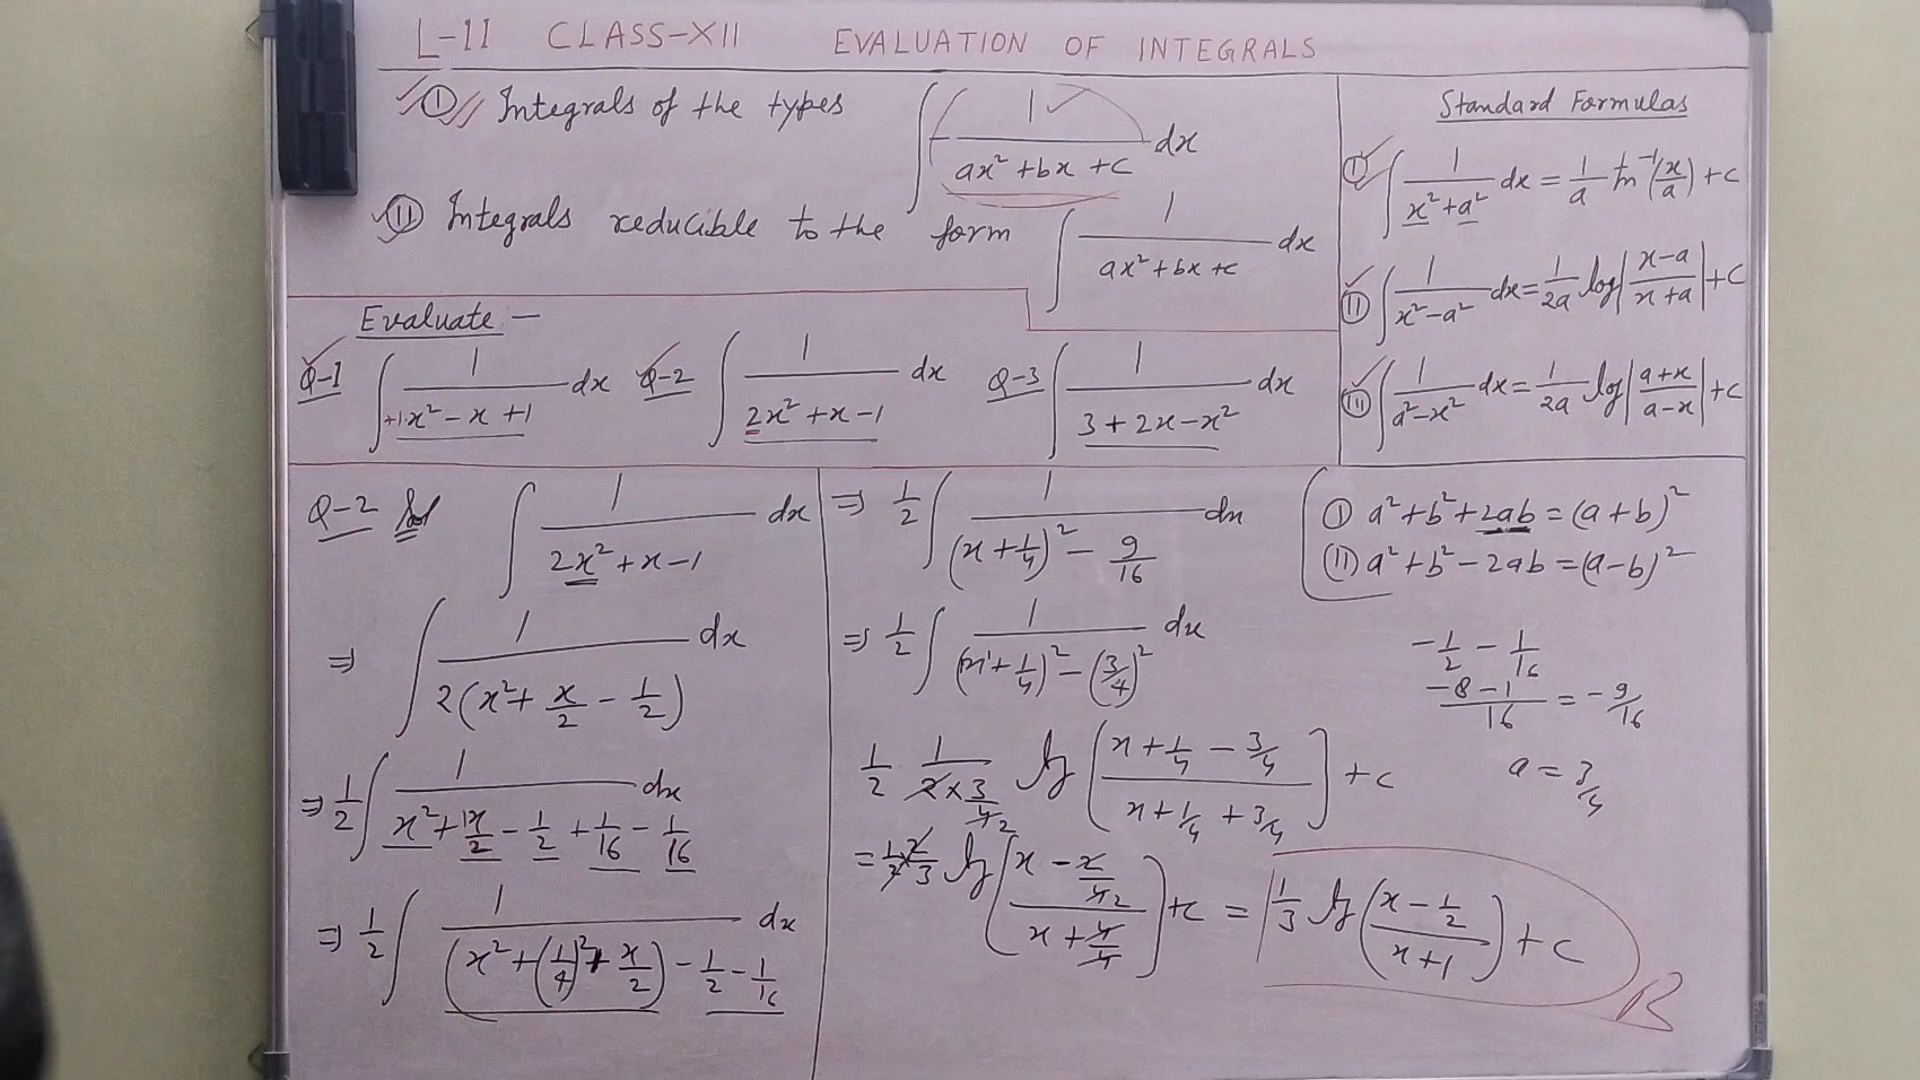 L-11 CLASS-XII EVALUATION OF INTEGRALS
(I) Integrals of the types ∫ 1/(ax²+bx+c) dx
(II) Integrals reducible to the form ∫ 1/(ax²+bx+c) dx
Standard Formulas
(I) ∫ 1/(x²+a²) dx = 1/a tan⁻¹(x/a) + c
(II) ∫ 1/(x²-a²) dx = 1/2a log|(x-a)/(x+a)| + c
(III) ∫ 1/(a²-x²) dx = 1/2a log|(a+x)/(a-x)| + c
Evaluate -
Q-1 ∫ 1/(+1·x²-x+1) dx Q-2 ∫ 1/(2x²+x-1) dx Q-3 ∫ 1/(3+2x-x²) dx
Q-2 Sol ∫ 1/(2x²+x-1) dx
⇒ ∫ 1/(2(x²+x/2-1/2)) dx
⇒ 1/2 ∫ 1/(x²+1x/2-1/2+1/16-1/16) dx
⇒ 1/2 ∫ 1/((x²+(1/4)²+x/2)-1/2-1/16) dx
⇒ 1/2 ∫ 1/((x+1/4)²-9/16) dx
⇒ 1/2 ∫ 1/((x+1/4)²-(3/4)²) dx
1/2 · 1/(2×3/4) log((x+1/4-3/4)/(x+1/4+3/4)) + c
= 1/2 × 2/3 log((x-2/4)/(x+4/4)) + c = 1/3 log((x-1/2)/(x+1)) + c
(I) a²+b²+2ab = (a+b)²
(II) a²+b²-2ab = (a-b)²
-1/2 - 1/16
(-8-1)/16 = -9/16
a = 3/4